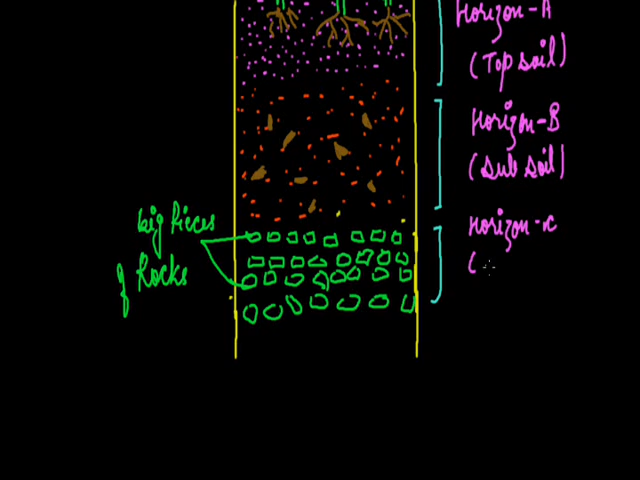 Horizon-A
(Top soil)
Horizon-B
(Sub soil)
big Pieces
of Rocks
Horizon-c
(